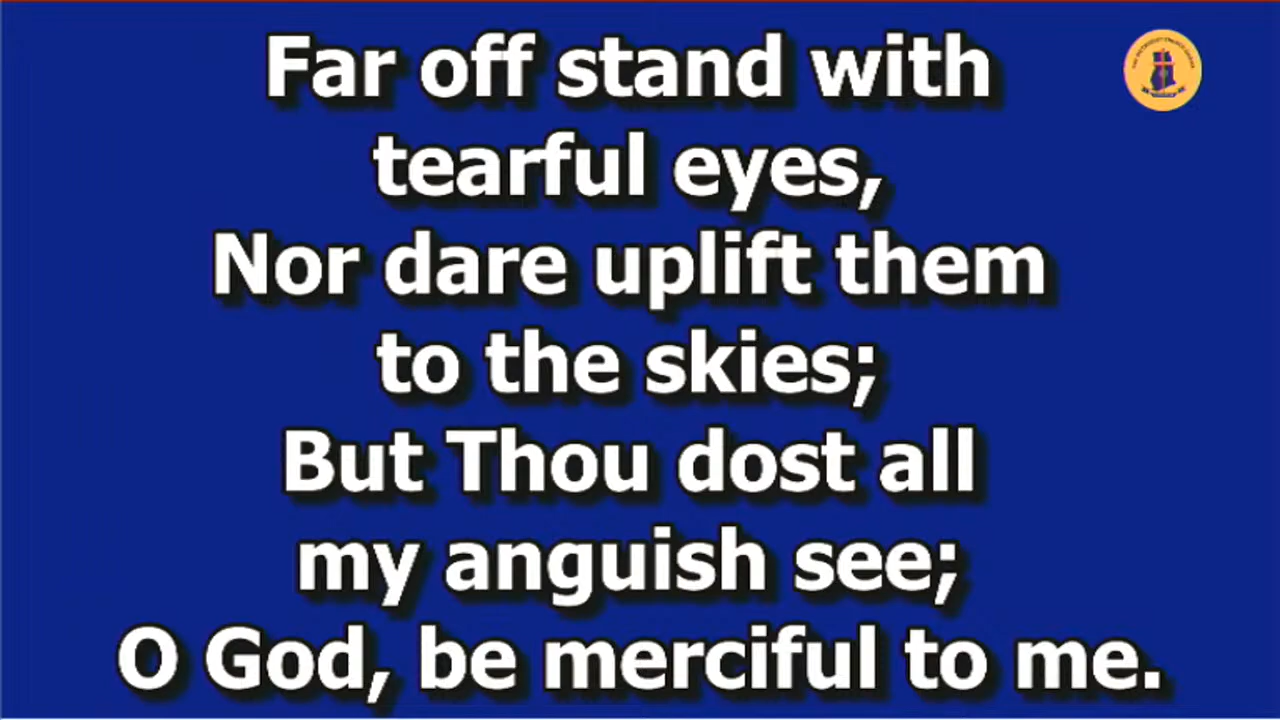 Far off stand with
tearful eyes,
Nor dare uplift them
to the skies;
But Thou dost all
my anguish see;
O God, be merciful to me.